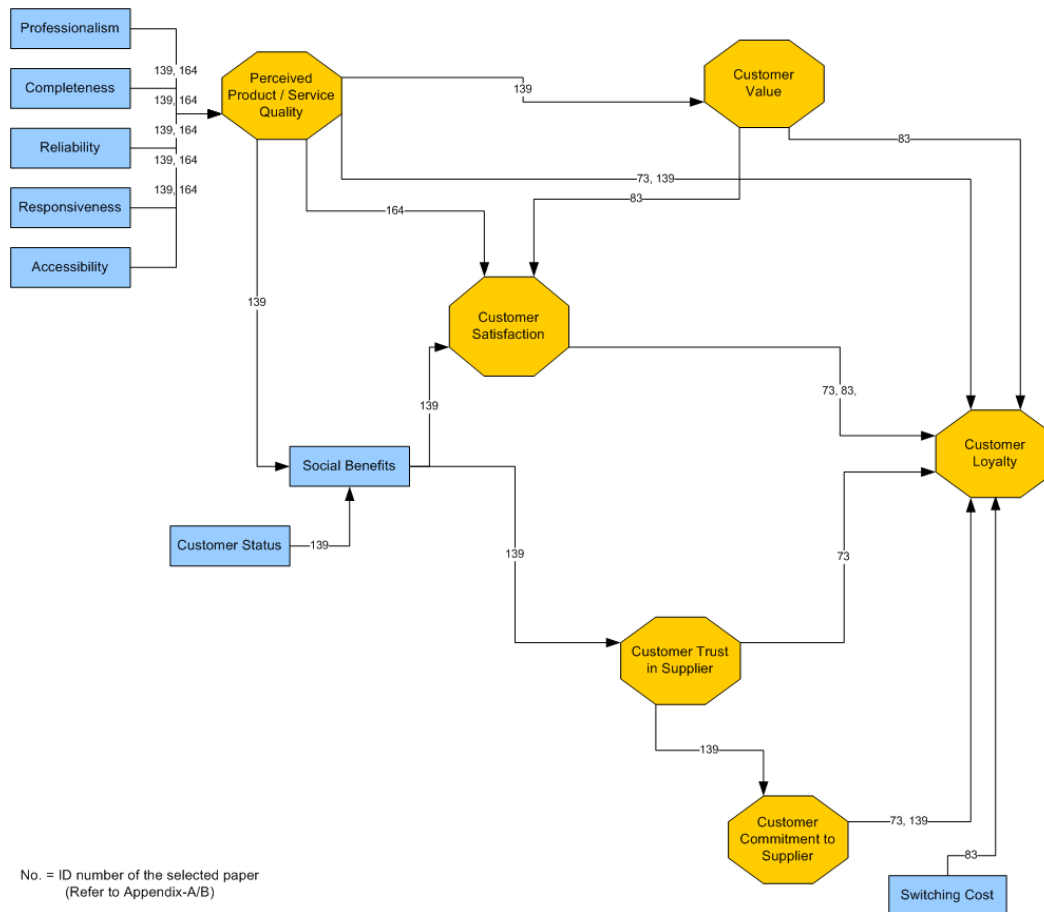 Professionalism
139, 164
Completeness
139, 164
139, 164
Reliability
139, 164
Responsiveness
139, 164
Accessibility
Perceived
Product / Service
Quality
139
Customer
Value
83
73, 139
83
164
139
Customer
Satisfaction
73, 83,
139
Customer
Loyalty
Social Benefits
Customer Status
139
139
73
Customer Trust
in Supplier
139
Customer
Commitment to
Supplier
73, 139
83
Switching Cost
No. = ID number of the selected paper
(Refer to Appendix-A/B)